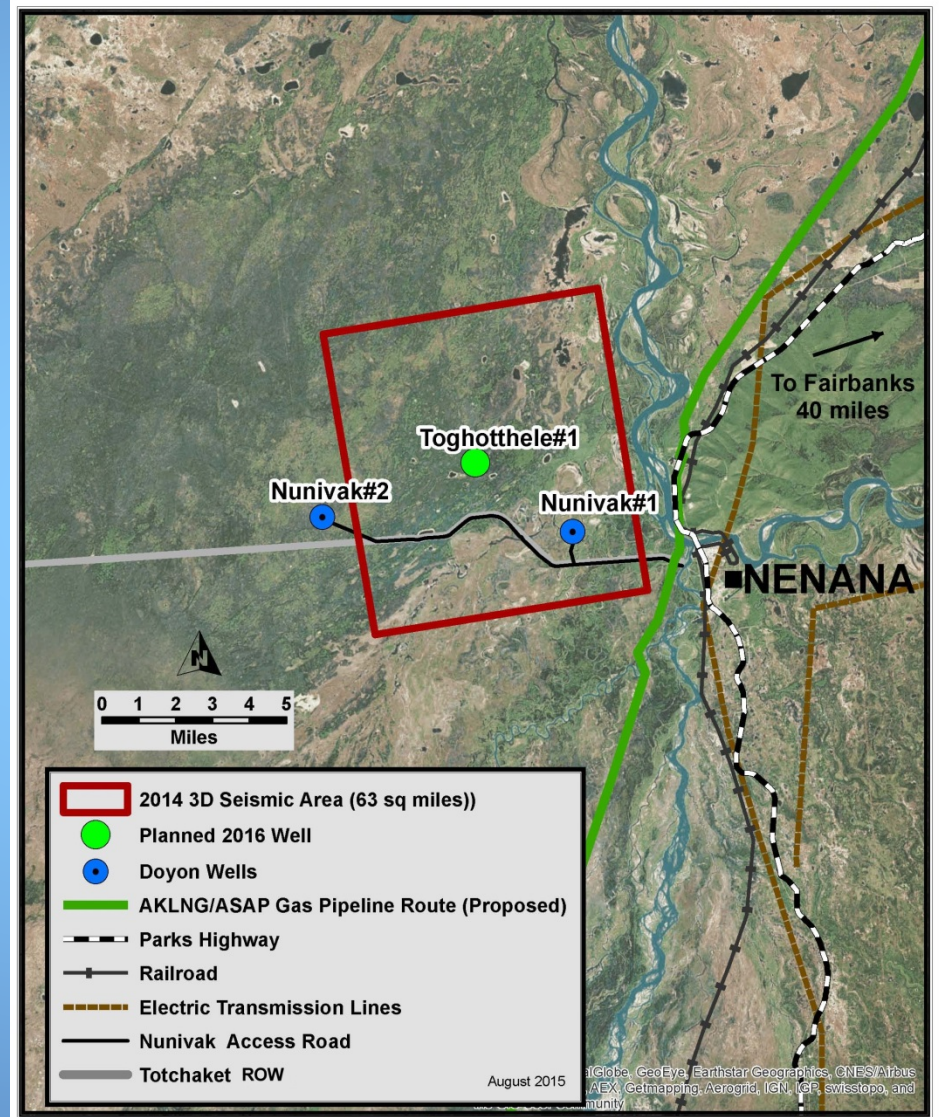 To Fairbanks
40 miles
Toghotthele#1
Nunivak#2
Nunivak#1
NENANA
N
0 1 2 3 4 5
Miles
2014 3D Seismic Area (63 sq miles))
Planned 2016 Well
Doyon Wells
AKLNG/ASAP Gas Pipeline Route (Proposed)
Parks Highway
Railroad
Electric Transmission Lines
Nunivak Access Road
Totchaket ROW
August 2015
GeoEye, Earthstar Geographics, CNES/Airbus
AEX, Getmapping, Aerogrid, IGN, IGP, swisstopo, and